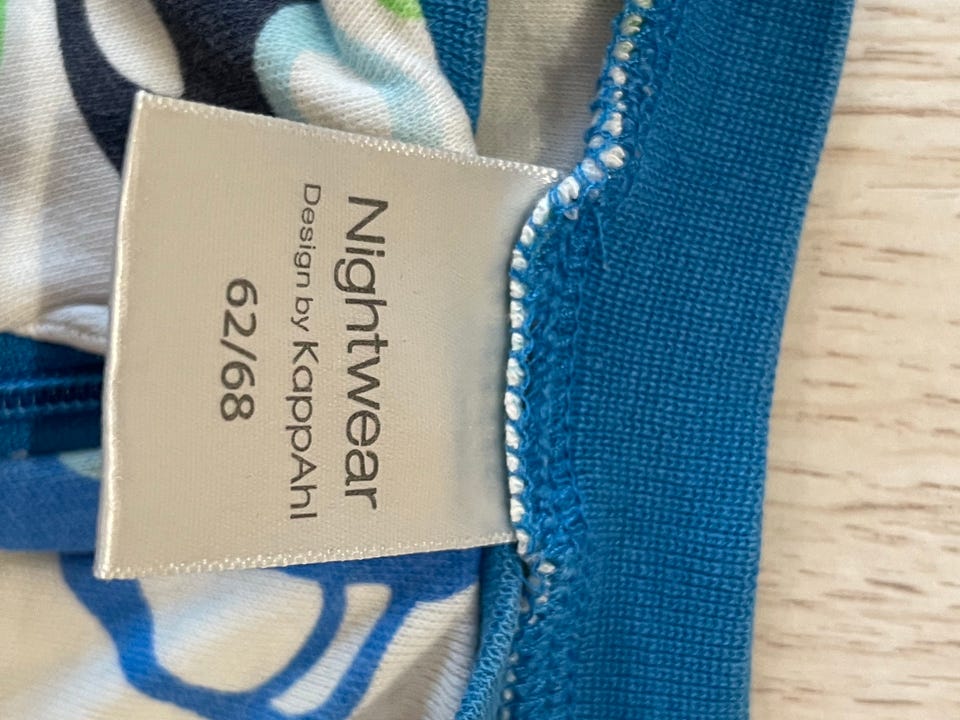 Nightwear
Design by KappAhl
62/68